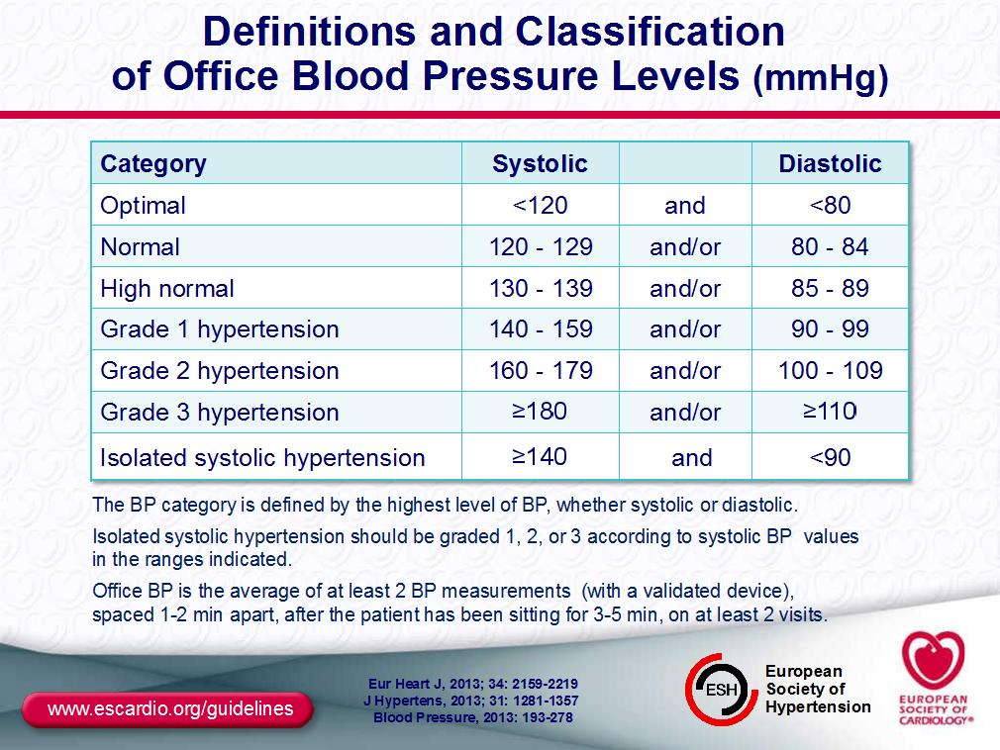 Definitions and Classification
of Office Blood Pressure Levels (mmHg)
Category Systolic Diastolic
Optimal <120 and <80
Normal 120 - 129 and/or 80 - 84
High normal 130 - 139 and/or 85 - 89
Grade 1 hypertension 140 - 159 and/or 90 - 99
Grade 2 hypertension 160 - 179 and/or 100 - 109
Grade 3 hypertension ≥180 and/or ≥110
Isolated systolic hypertension ≥140 and <90
The BP category is defined by the highest level of BP, whether systolic or diastolic.
Isolated systolic hypertension should be graded 1, 2, or 3 according to systolic BP values
in the ranges indicated.
Office BP is the average of at least 2 BP measurements (with a validated device),
spaced 1-2 min apart, after the patient has been sitting for 3-5 min, on at least 2 visits.
www.escardio.org/guidelines
Eur Heart J, 2013; 34: 2159-2219
J Hypertens, 2013; 31: 1281-1357
Blood Pressure, 2013: 193-278
ESH
European
Society of
Hypertension
EUROPEAN
SOCIETY OF
CARDIOLOGY®